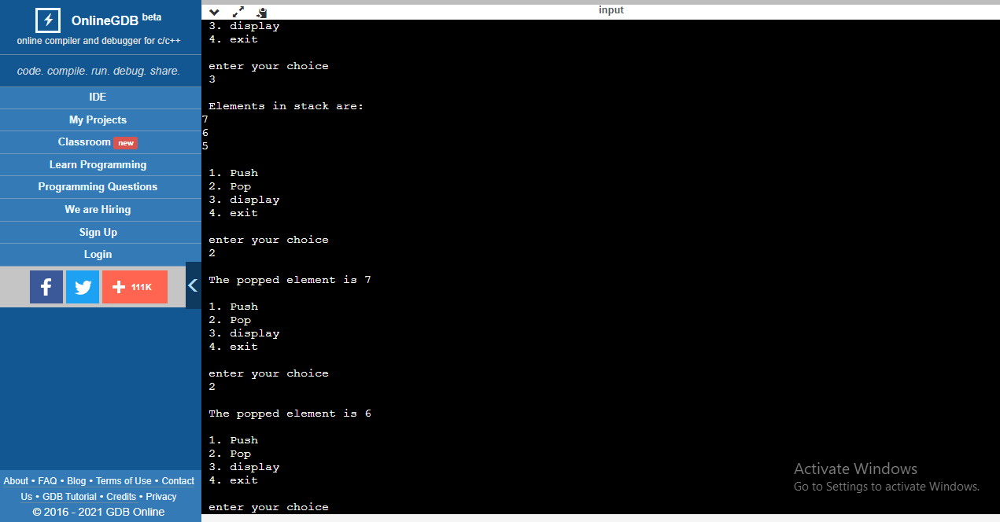 OnlineGDB beta
online compiler and debugger for c/c++
code. compile. run. debug. share.
IDE
My Projects
Classroom new
Learn Programming
Programming Questions
We are Hiring
Sign Up
Login
111K
About • FAQ • Blog • Terms of Use • Contact
Us • GDB Tutorial • Credits • Privacy
© 2016 - 2021 GDB Online
input
3. display
4. exit
enter your choice
3
Elements in stack are:
7
6
5
1. Push
2. Pop
3. display
4. exit
enter your choice
2
The popped element is 7
1. Push
2. Pop
3. display
4. exit
enter your choice
2
The popped element is 6
1. Push
2. Pop
3. display
4. exit
enter your choice
Activate Windows
Go to Settings to activate Windows.